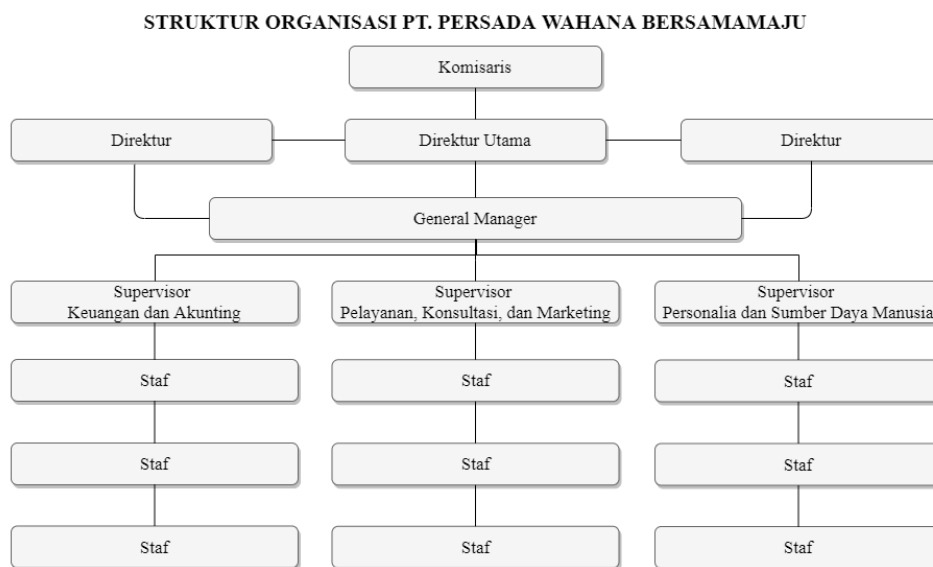 STRUKTUR ORGANISASI PT. PERSADA WAHANA BERSAMAMAJU
Komisaris
Direktur
Direktur Utama
Direktur
General Manager
Supervisor
Keuangan dan Akunting
Supervisor
Pelayanan, Konsultasi, dan Marketing
Supervisor
Personalia dan Sumber Daya Manusia
Staf
Staf
Staf
Staf
Staf
Staf
Staf
Staf
Staf